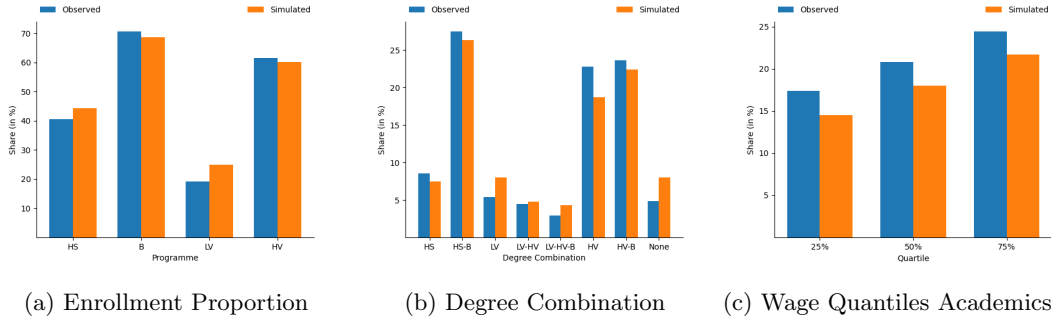 Observed Simulated
Share (in %)
70
60
50
40
30
20
10
HS B LV HV
Programme
(a) Enrollment Proportion
Observed Simulated
Share (in %)
25
20
15
10
5
HS HS-B LV LV-HV LV-HV-B HV HV-B None
Degree Combination
(b) Degree Combination
Observed Simulated
Share (in %)
25
20
15
10
5
25% 50% 75%
Quartile
(c) Wage Quantiles Academics